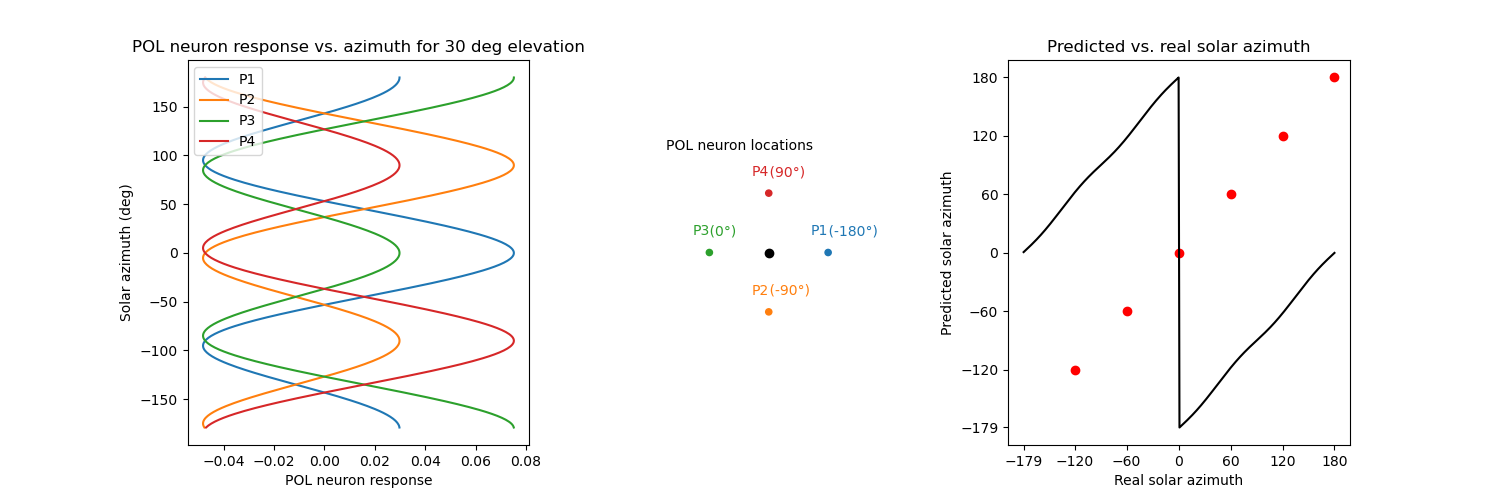 POL neuron response vs. azimuth for 30 deg elevation
P1
P2
P3
P4
150
100
50
0
−50
−100
−150
Solar azimuth (deg)
−0.04 −0.02 0.00 0.02 0.04 0.06 0.08
POL neuron response
POL neuron locations
P4(90°)
P3(0°)
P1(-180°)
P2(-90°)
Predicted vs. real solar azimuth
180
120
60
0
−60
−120
−179
Predicted solar azimuth
−179 −120 −60 0 60 120 180
Real solar azimuth